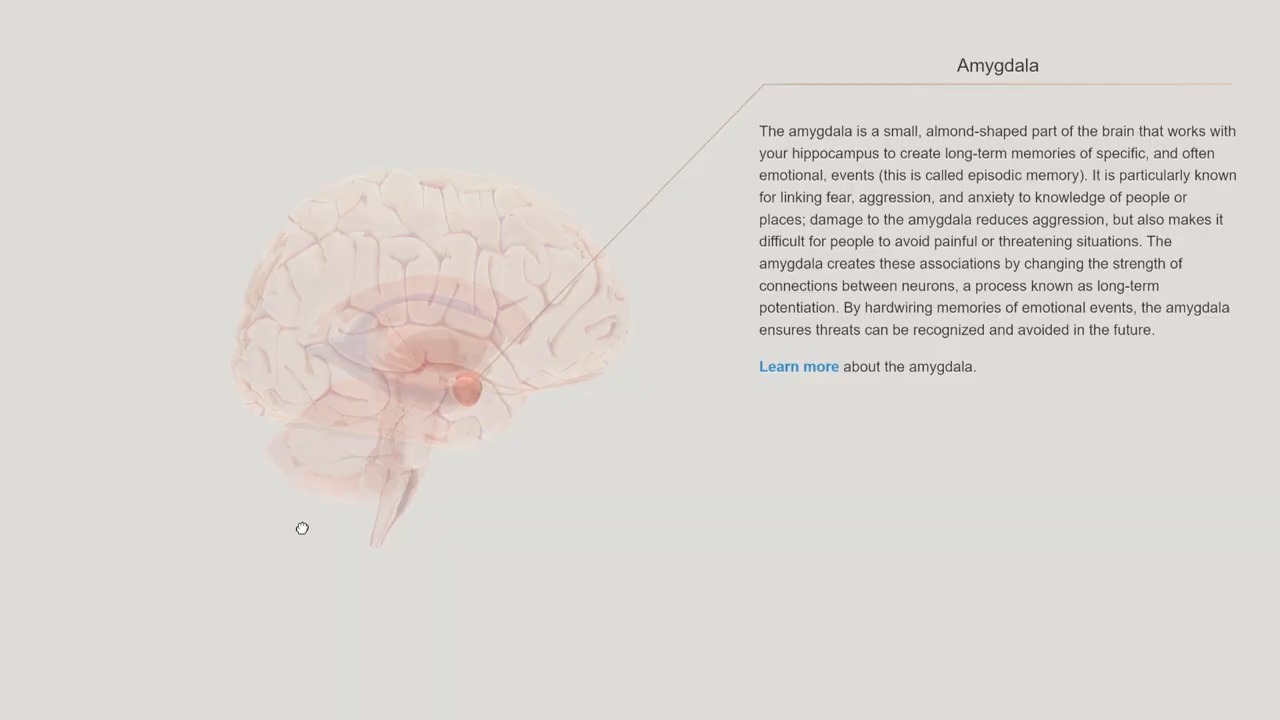 Amygdala
The amygdala is a small, almond-shaped part of the brain that works with
your hippocampus to create long-term memories of specific, and often
emotional, events (this is called episodic memory). It is particularly known
for linking fear, aggression, and anxiety to knowledge of people or
places; damage to the amygdala reduces aggression, but also makes it
difficult for people to avoid painful or threatening situations. The
amygdala creates these associations by changing the strength of
connections between neurons, a process known as long-term
potentiation. By hardwiring memories of emotional events, the amygdala
ensures threats can be recognized and avoided in the future.
Learn more about the amygdala.